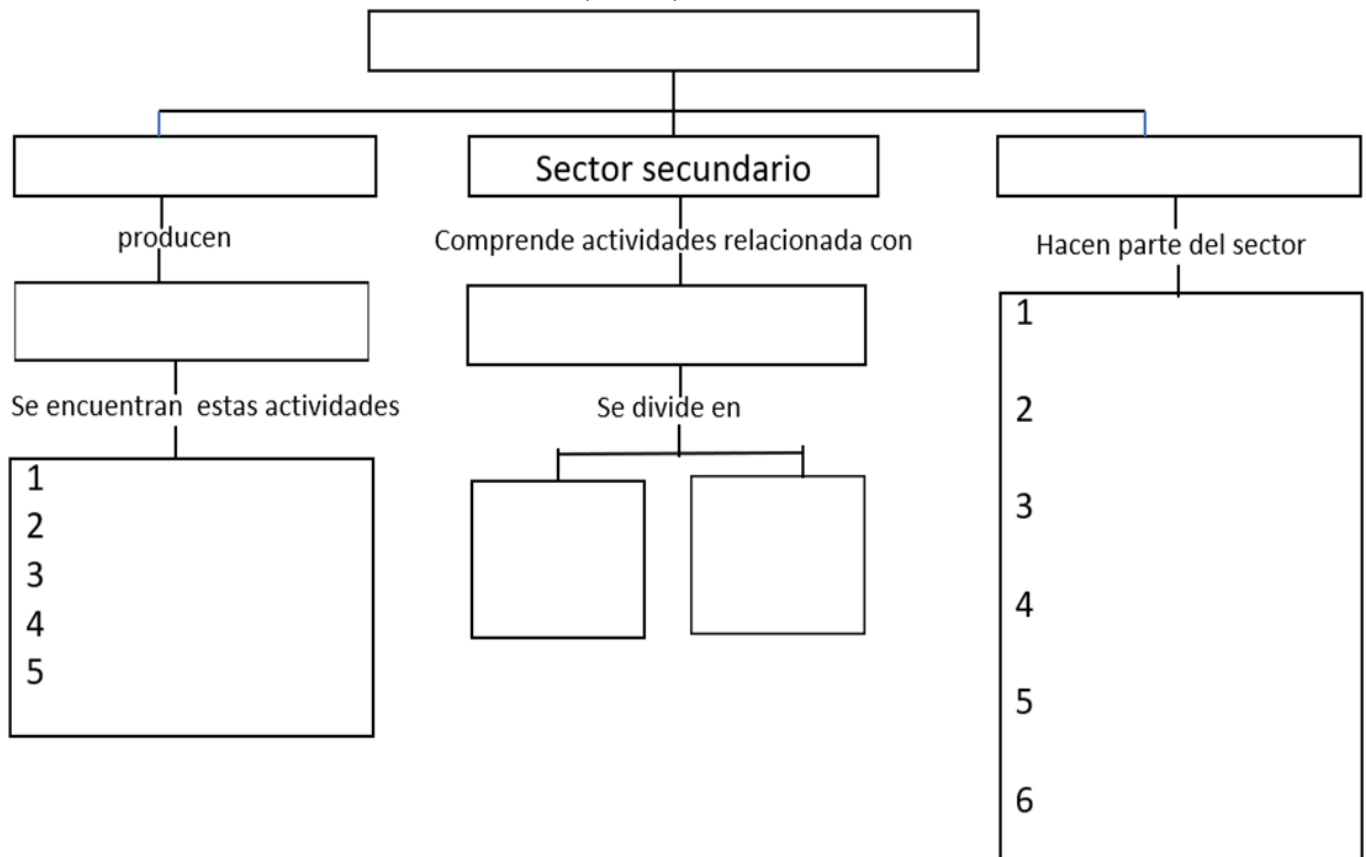 Sector secundario
producen
Comprende actividades relacionada con
Hacen parte del sector
Se encuentran estas actividades
Se divide en
1
2
3
4
5
1
2
3
4
5
6